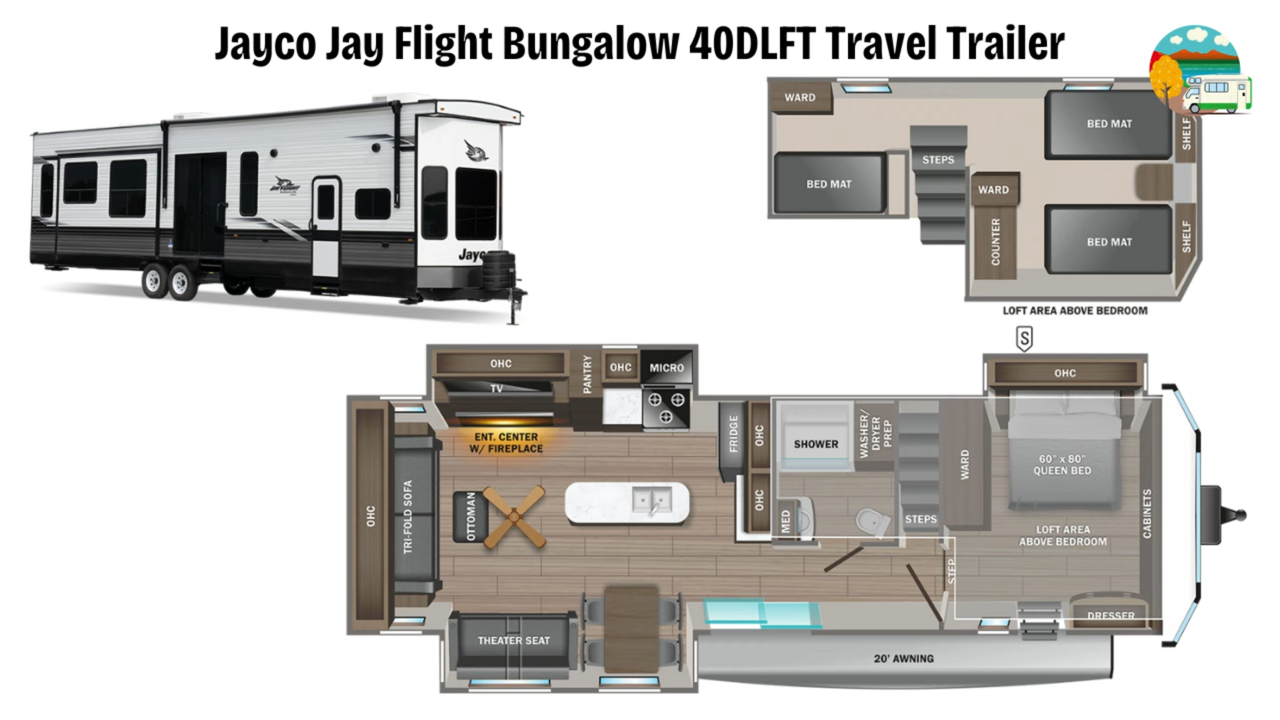 Jayco Jay Flight Bungalow 40DLFT Travel Trailer
WARD
BED MAT
SHELF
STEPS
BED MAT
WARD
COUNTER
BED MAT
SHELF
LOFT AREA ABOVE BEDROOM
Jayco
S
OHC
TV
PANTRY
OHC
MICRO
ENT. CENTER
W/ FIREPLACE
OHC
TRI-FOLD SOFA
OTTOMAN
FRIDGE
OHC
OHC
SHOWER
WASHER/
DRYER
PREP
MED
STEPS
WARD
OHC
60" x 80"
QUEEN BED
LOFT AREA
ABOVE BEDROOM
CABINETS
STEP
DRESSER
THEATER SEAT
20' AWNING